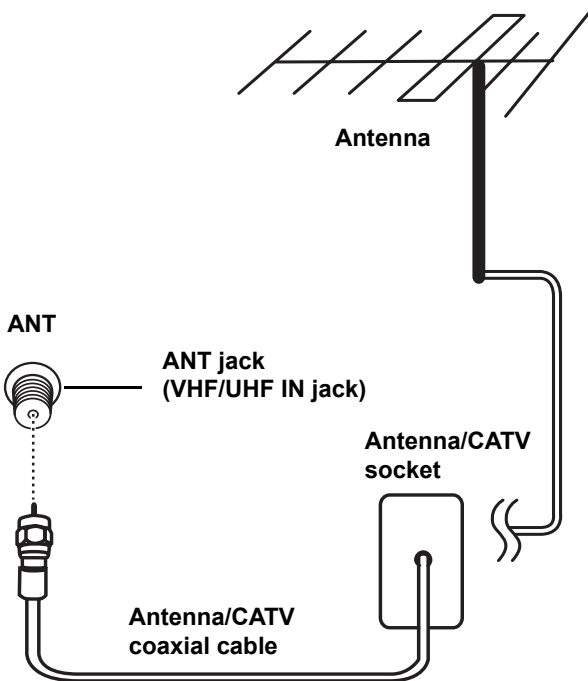 Antenna
ANT
ANT jack
(VHF/UHF IN jack)
Antenna/CATV
socket
Antenna/CATV
coaxial cable